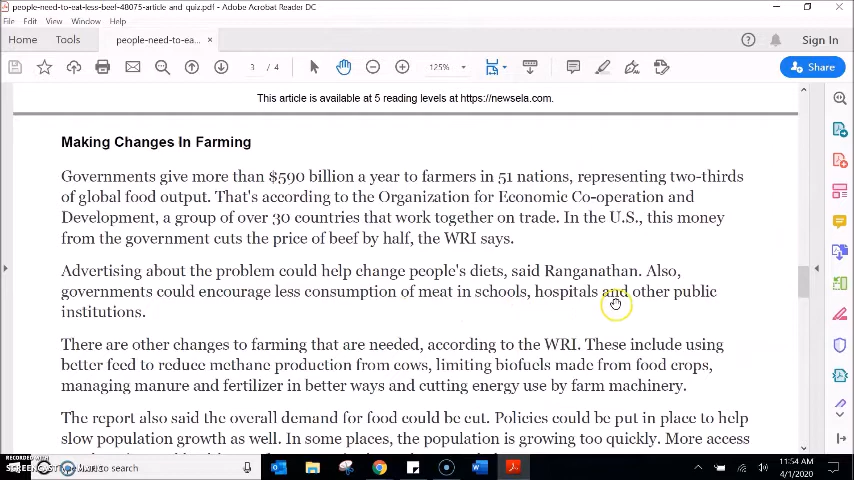 people-need-to-eat-less-beef-48075-article and quiz.pdf - Adobe Acrobat Reader DC
File Edit View Window Help
Home Tools people-need-to-ea... × Sign In
3 / 4 125% Share
This article is available at 5 reading levels at https://newsela.com.
Making Changes In Farming
Governments give more than $590 billion a year to farmers in 51 nations, representing two-thirds
of global food output. That's according to the Organization for Economic Co-operation and
Development, a group of over 30 countries that work together on trade. In the U.S., this money
from the government cuts the price of beef by half, the WRI says.
Advertising about the problem could help change people's diets, said Ranganathan. Also,
governments could encourage less consumption of meat in schools, hospitals and other public
institutions.
There are other changes to farming that are needed, according to the WRI. These include using
better feed to reduce methane production from cows, limiting biofuels made from food crops,
managing manure and fertilizer in better ways and cutting energy use by farm machinery.
The report also said the overall demand for food could be cut. Policies could be put in place to help
slow population growth as well. In some places, the population is growing too quickly. More access
RECORDED WITH
SCREENCAST MATIC
here to search
11:54 AM
4/1/2020